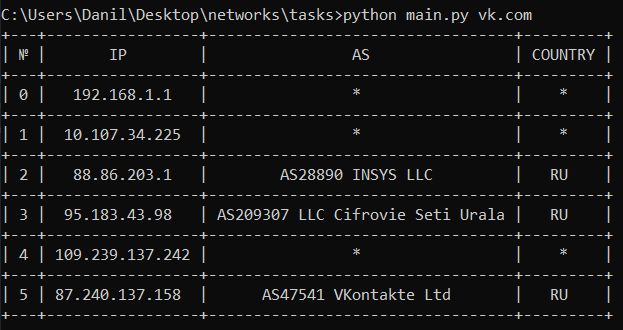 C:\Users\Danil\Desktop\networks\tasks>python main.py vk.com
+---+-----------------+--------------------------------+---------+
| № |       IP        |               AS               | COUNTRY |
+---+-----------------+--------------------------------+---------+
| 0 |   192.168.1.1   |               *                |    *    |
+---+-----------------+--------------------------------+---------+
| 1 |  10.107.34.225  |               *                |    *    |
+---+-----------------+--------------------------------+---------+
| 2 |   88.86.203.1   |       AS28890 INSYS LLC        |   RU    |
+---+-----------------+--------------------------------+---------+
| 3 |  95.183.43.98   | AS209307 LLC Cifrovie Seti Urala |   RU    |
+---+-----------------+--------------------------------+---------+
| 4 | 109.239.137.242 |               *                |    *    |
+---+-----------------+--------------------------------+---------+
| 5 | 87.240.137.158  |     AS47541 VKontakte Ltd      |   RU    |
+---+-----------------+--------------------------------+---------+